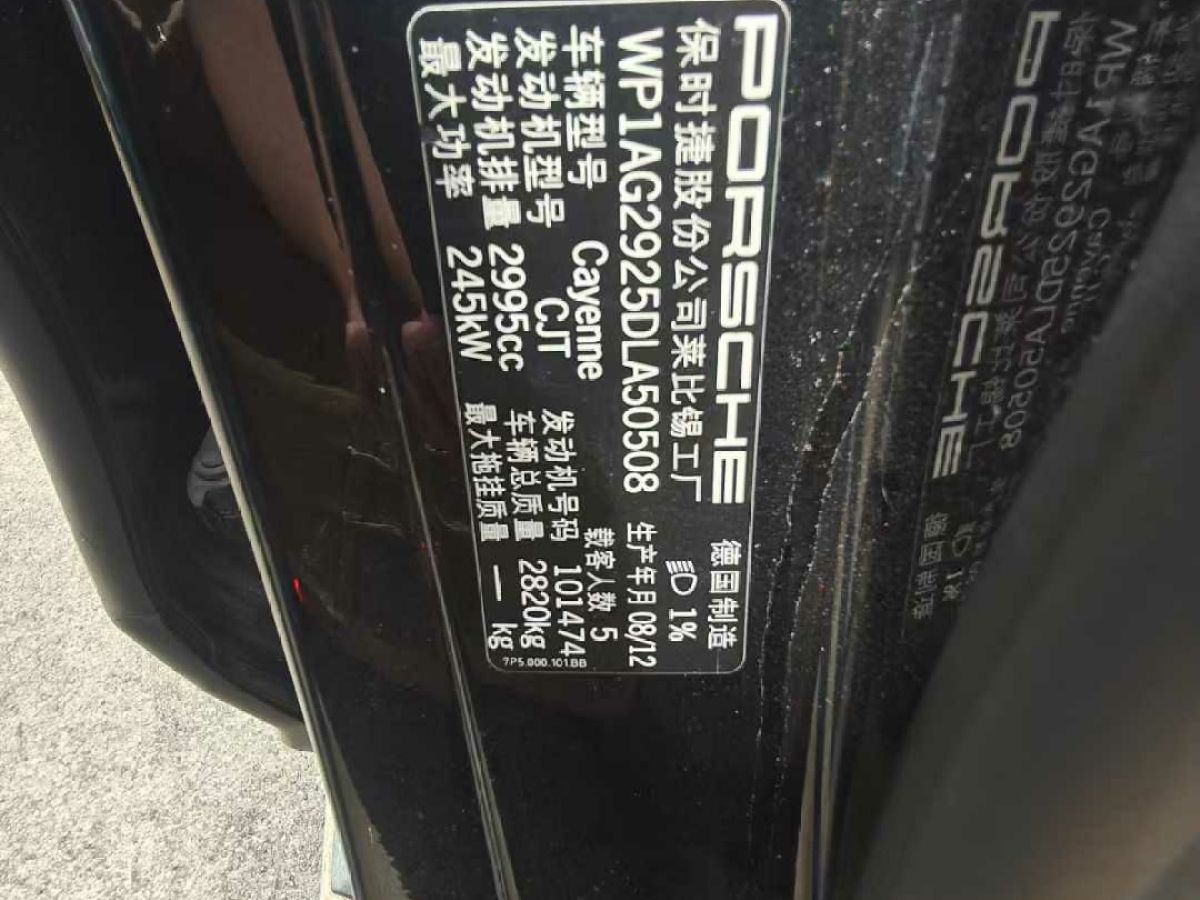 PORSCHE 德国制造
保时捷股份公司莱比锡工厂 1%
WP1AG2925DLA50508 生产年月 08/12
载客人数 5
车辆型号 Cayenne 发动机号码 101474
发动机型号 CJT 车辆总质量 2820kg
发动机排量 2995cc 最大拖挂质量 — kg
最大功率 245kW
7P5.000.101.BB